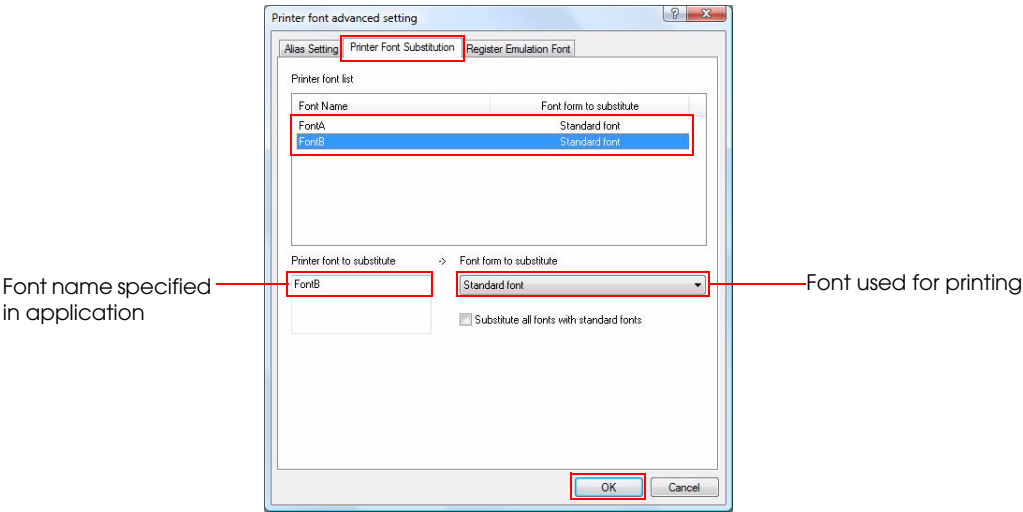 Printer font advanced setting
Alias Setting Printer Font Substitution Register Emulation Font
Printer font list
Font Name Font form to substitute
FontA Standard font
FontB Standard font
Printer font to substitute -> Font form to substitute
FontB Standard font
Substitute all fonts with standard fonts
Font name specified
in application
Font used for printing
OK Cancel